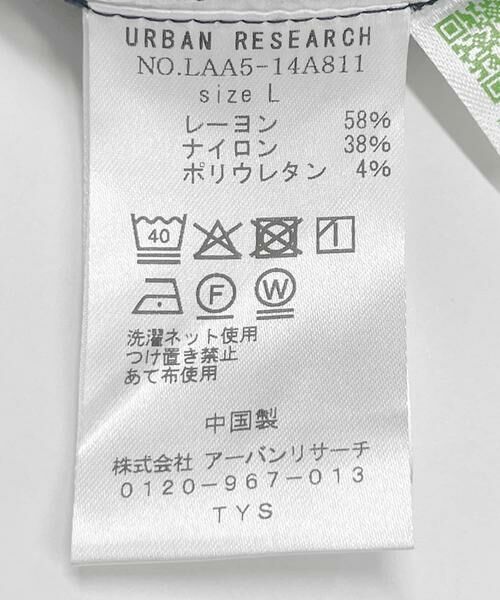 URBAN RESEARCH
NO.LAA5-14A811
size L
レーヨン 58%
ナイロン 38%
ポリウレタン 4%
40
F W
洗濯ネット使用
つけ置き禁止
あて布使用
中国製
株式会社 アーバンリサーチ
0120-967-013
TYS